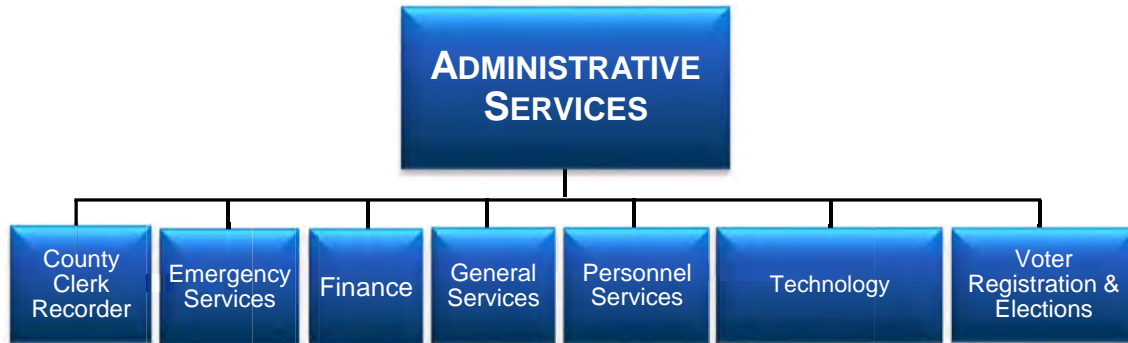 ADMINISTRATIVE
SERVICES
County
Clerk
Recorder
Emergency
Services
Finance
General
Services
Personnel
Services
Technology
Voter
Registration &
Elections